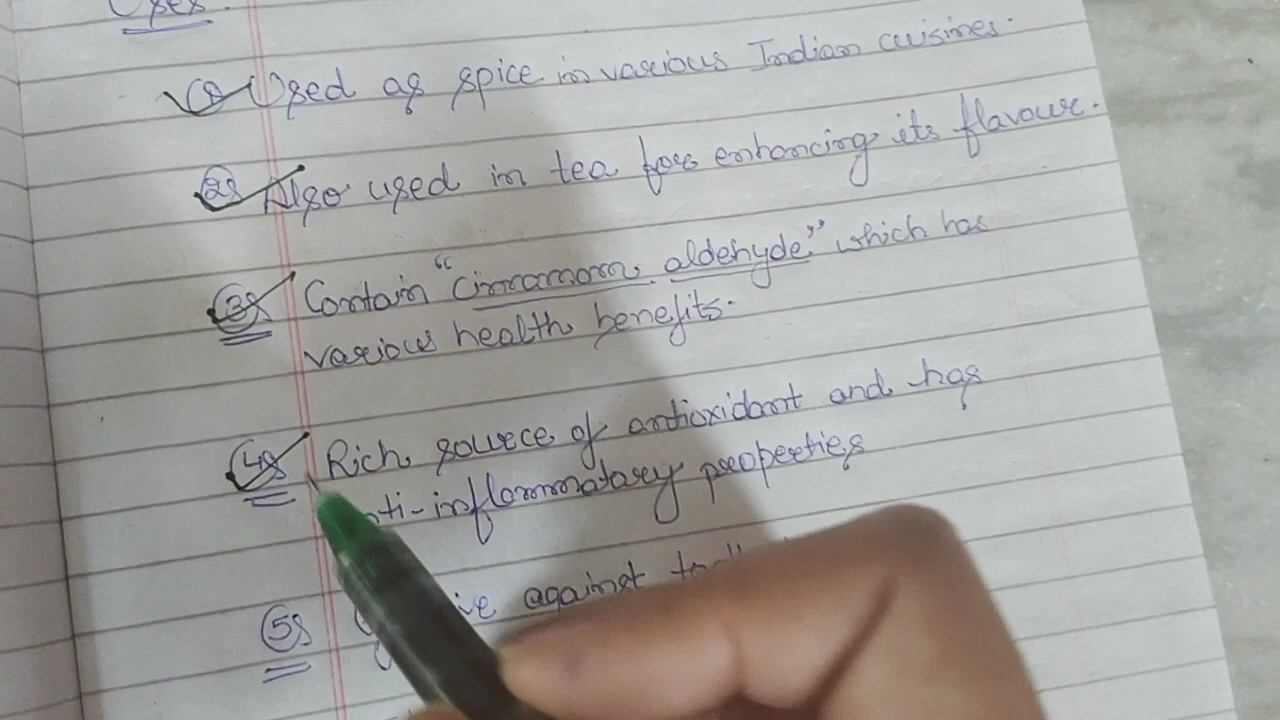 Uses.
1. Used as spice in various Indian cuisines.
2. Also used in tea for enhancing its flavour.
3. Contain "Cinnamom aldehyde" which has
various health benefits.
4. Rich source of antioxidant and has
anti-inflammatory properties
5. against